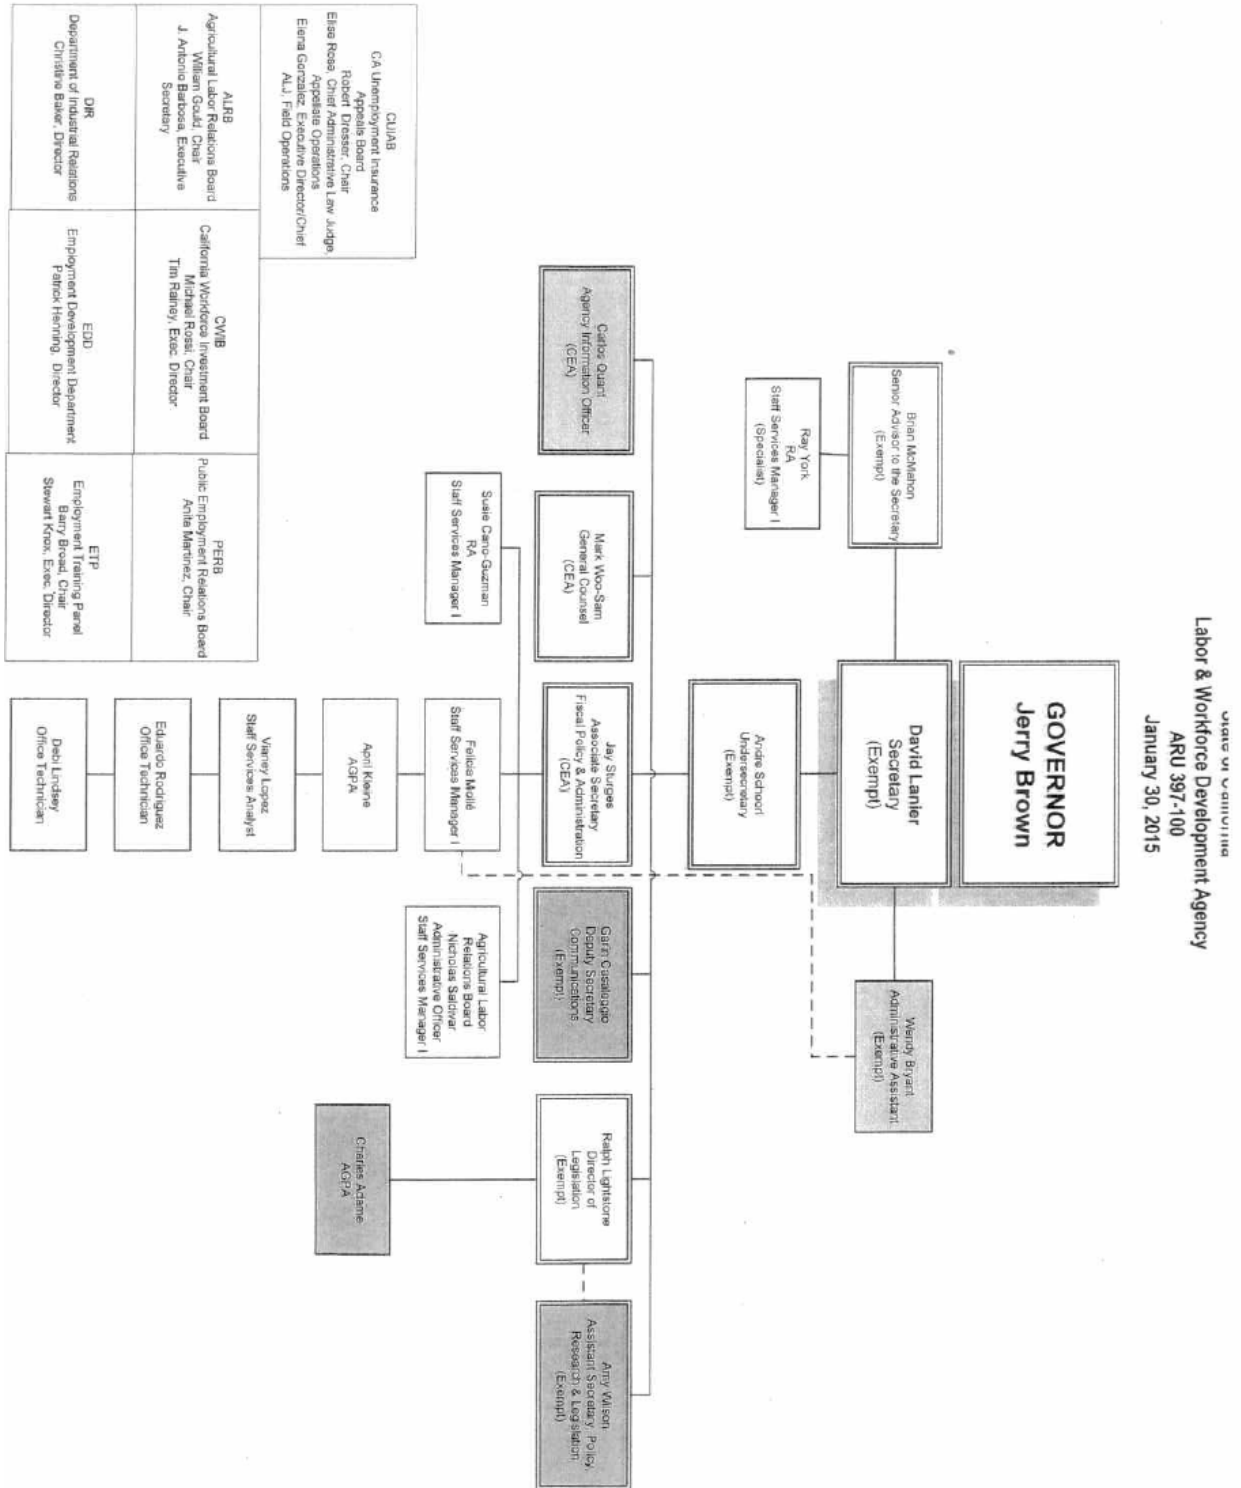 State of California
Labor & Workforce Development Agency
ARU 397-100
January 30, 2015
GOVERNOR
Jerry Brown
David Lanier
Secretary
(Exempt)
Brian McMahon
Senior Advisor to the Secretary
(Exempt)
Ray York
RA
Staff Services Manager I
(Specialist)
Wendy Bryant
Administrative Assistant
(Exempt)
Andre Schoorl
Undersecretary
(Exempt)
Carlos Quant
Agency Information Officer
(CEA)
Mark Woo-Sam
General Counsel
(CEA)
Jay Sturges
Associate Secretary
Fiscal Policy & Administration
(CEA)
Garin Casaleggio
Deputy Secretary
Communications
(Exempt)
Ralph Lightstone
Director of
Legislation
(Exempt)
Amy Wilson
Assistant Secretary, Policy,
Research & Legislation
(Exempt)
Susie Cano-Guzman
RA
Staff Services Manager I
Felicia Mollé
Staff Services Manager I
Agricultural Labor
Relations Board
Nicholas Saldivar
Administrative Officer
Staff Services Manager I
April Kleine
AGPA
Charles Adame
AGPA
Vianey Lopez
Staff Services Analyst
Eduardo Rodriguez
Office Technician
Debi Lindsey
Office Technician
CUIAB
CA Unemployment Insurance
Appeals Board
Robert Dresser, Chair
Elise Rose, Chief Administrative Law Judge,
Appellate Operations
Elena Gonzalez, Executive Director/Chief
ALJ, Field Operations
ALRB
Agricultural Labor Relations Board
William Gould, Chair
J. Antonio Barbosa, Executive
Secretary
CWIB
California Workforce Investment Board
Michael Rossi, Chair
Tim Rainey, Exec. Director
PERB
Public Employment Relations Board
Anita Martinez, Chair
DIR
Department of Industrial Relations
Christine Baker, Director
EDD
Employment Development Department
Patrick Henning, Director
ETP
Employment Training Panel
Barry Broad, Chair
Stewart Knox, Exec. Director